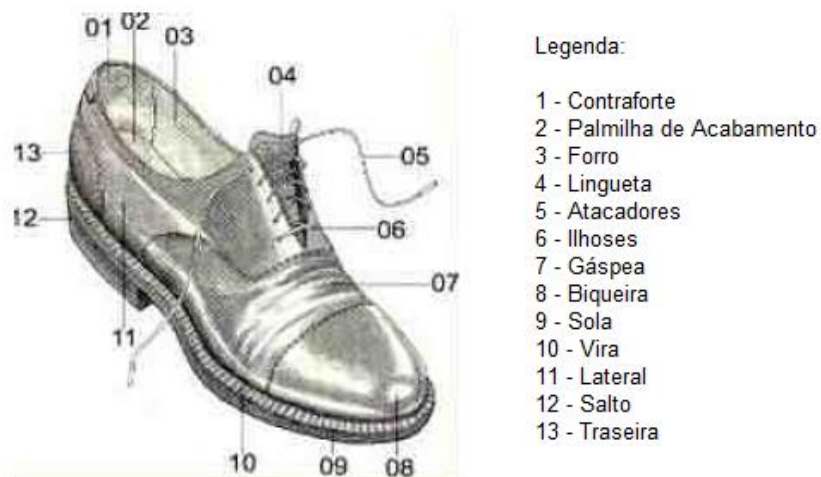 01
02
03
04
05
06
07
08
09
10
11
12
13
Legenda:
1 - Contraforte
2 - Palmilha de Acabamento
3 - Forro
4 - Lingueta
5 - Atacadores
6 - Ilhoses
7 - Gáspea
8 - Biqueira
9 - Sola
10 - Vira
11 - Lateral
12 - Salto
13 - Traseira